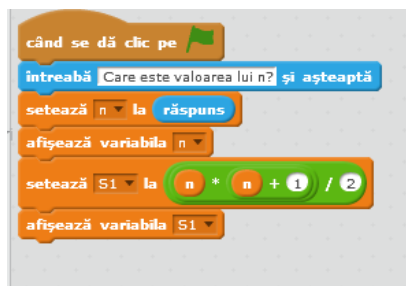 când se dă clic pe
întreabă Care este valoarea lui n? și așteaptă
setează n la răspuns
afișează variabila n
setează S1 la n * n + 1 / 2
afișează variabila S1